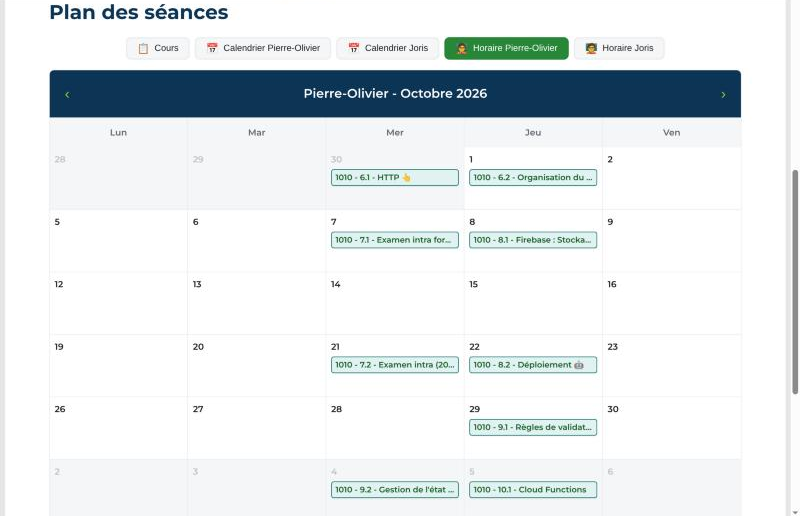 Plan des séances
📋 Cours
📅 Calendrier Pierre-Olivier
📅 Calendrier Joris
Horaire Pierre-Olivier
Horaire Joris
‹ Pierre-Olivier - Octobre 2026 ›
Lun Mar Mer Jeu Ven
28 29 30 1 2
1010 - 6.1 - HTTP 👆 1010 - 6.2 - Organisation du ...
5 6 7 8 9
1010 - 7.1 - Examen intra for... 1010 - 8.1 - Firebase : Stocka...
12 13 14 15 16
19 20 21 22 23
1010 - 7.2 - Examen intra (20... 1010 - 8.2 - Déploiement 🤖
26 27 28 29 30
1010 - 9.1 - Règles de validat...
2 3 4 5 6
1010 - 9.2 - Gestion de l'état ... 1010 - 10.1 - Cloud Functions